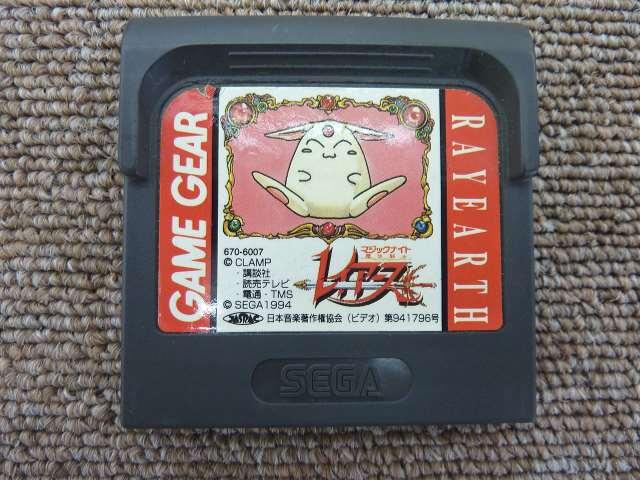 GAME GEAR
RAYEARTH
マジックナイト
レイアース
670-6007
© CLAMP
・講談社
・読売テレビ
・電通・TMS
© SEGA1994
JASRAC
日本音楽著作権協会（ビデオ）第941796号
SEGA